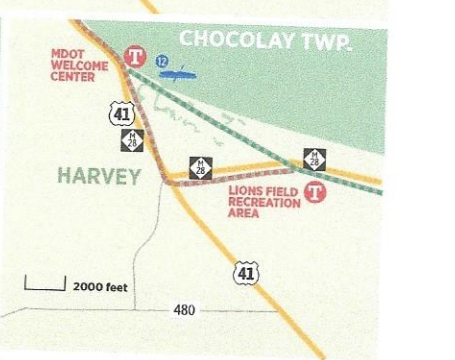 CHOCOLAY TWP.
MDOT
WELCOME
CENTER
T
12
41
M
28
M
28
M
28
HARVEY
LIONS FIELD
RECREATION
AREA
T
41
2000 feet
480